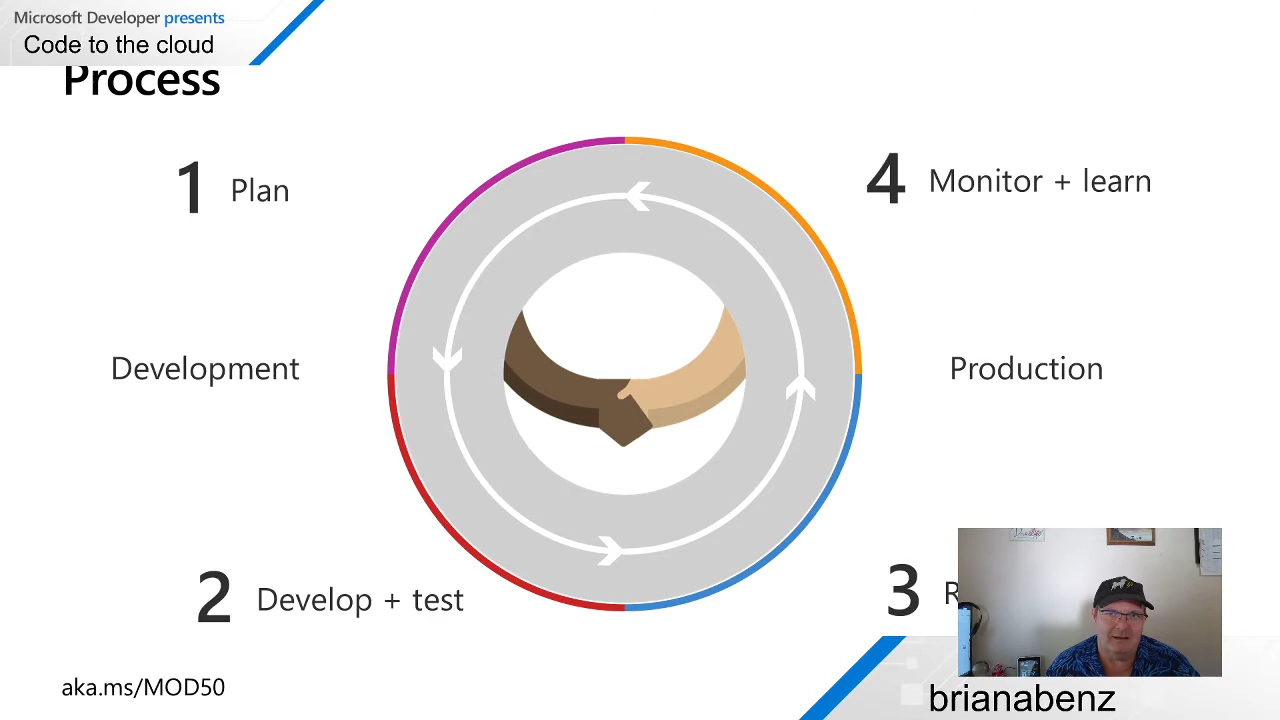 Microsoft Developer presents
Code to the cloud
Process
1 Plan
4 Monitor + learn
Development
Production
2 Develop + test
3
aka.ms/MOD50
brianabenz